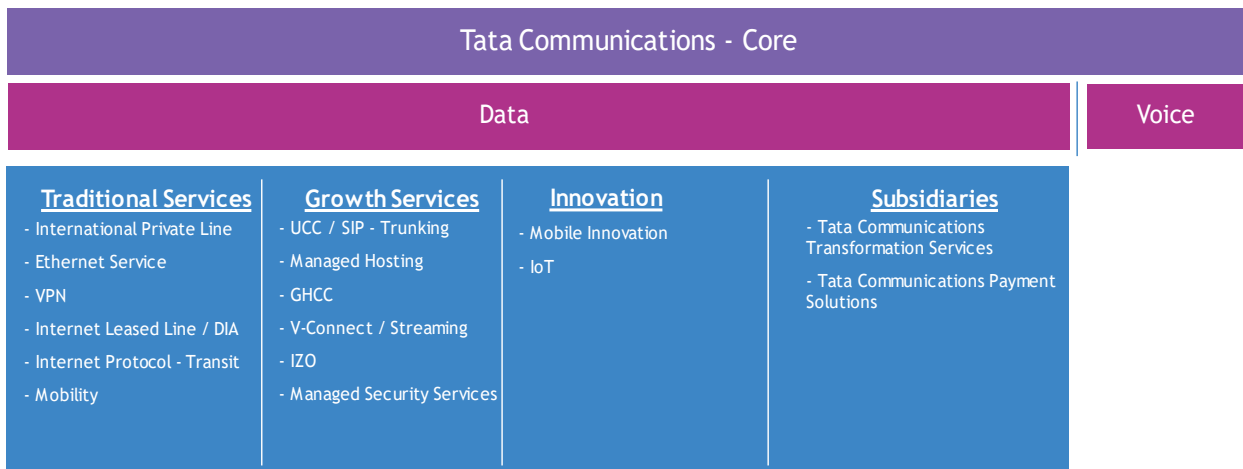 Tata Communications - Core
Data
Voice
Traditional Services
- International Private Line
- Ethernet Service
- VPN
- Internet Leased Line / DIA
- Internet Protocol - Transit
- Mobility
Growth Services
- UCC / SIP - Trunking
- Managed Hosting
- GHCC
- V-Connect / Streaming
- IZO
- Managed Security Services
Innovation
- Mobile Innovation
- IoT
Subsidiaries
- Tata Communications
Transformation Services
- Tata Communications Payment
Solutions